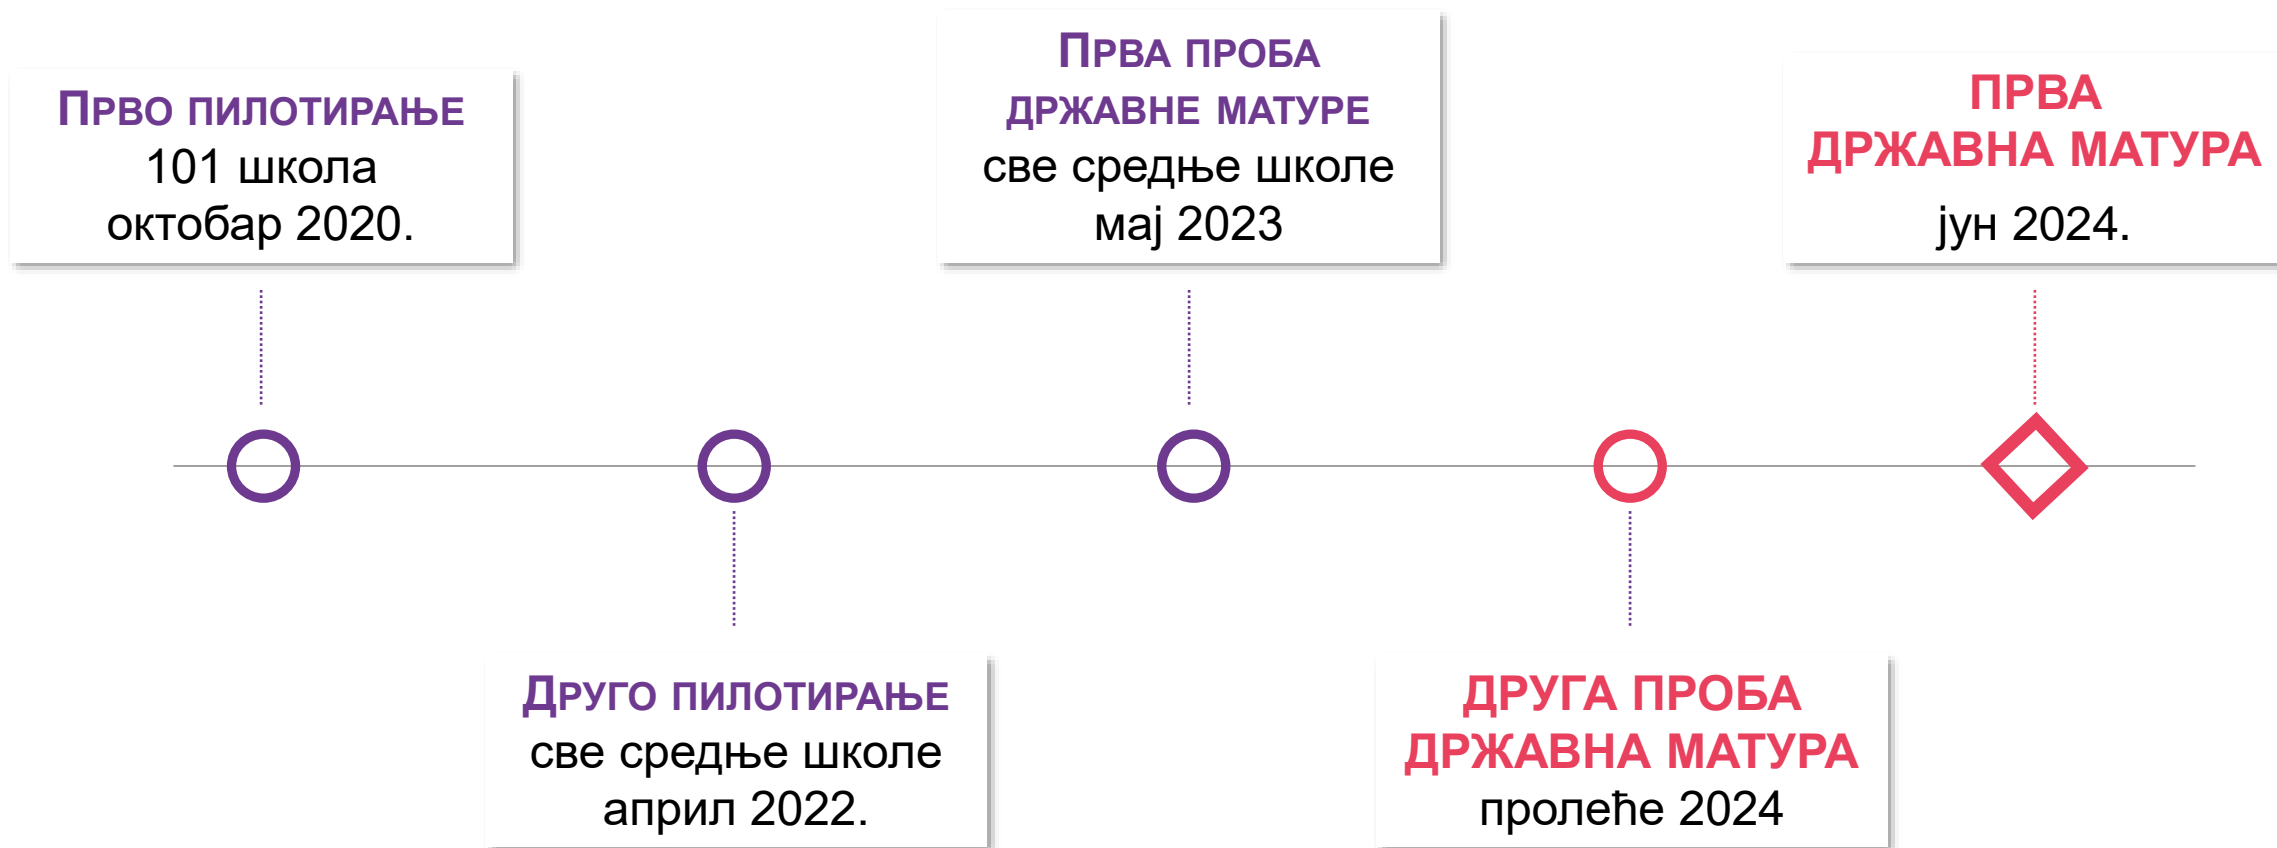 Прво пилотирање
101 школа
октобар 2020.
Друго пилотирање
све средње школе
април 2022.
Прва проба
државне матуре
све средње школе
мај 2023
ДРУГА ПРОБА
ДРЖАВНА МАТУРА
пролеће 2024
ПРВА
ДРЖАВНА МАТУРА
јун 2024.